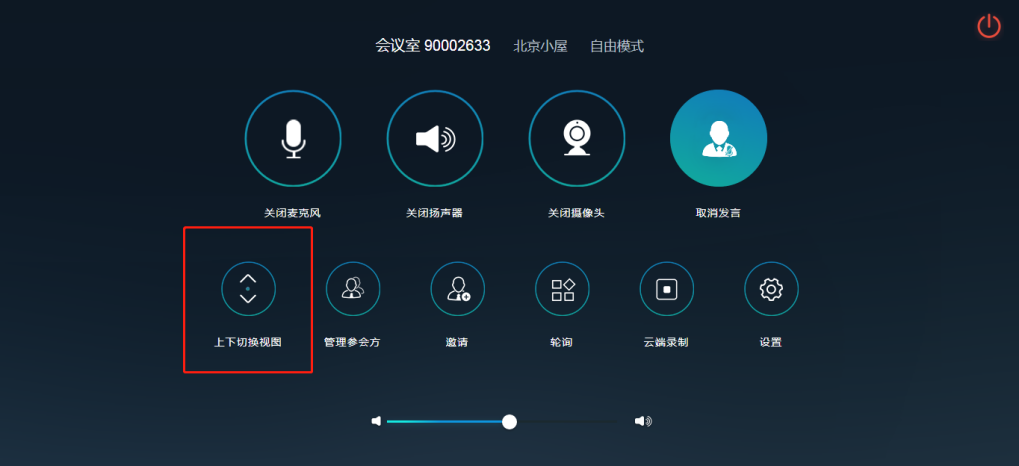 会议室 90002633 北京小屋 自由模式
关闭麦克风 关闭扬声器 关闭摄像头 取消发言
上下切换视图 管理参会方 邀请 轮询 云端录制 设置